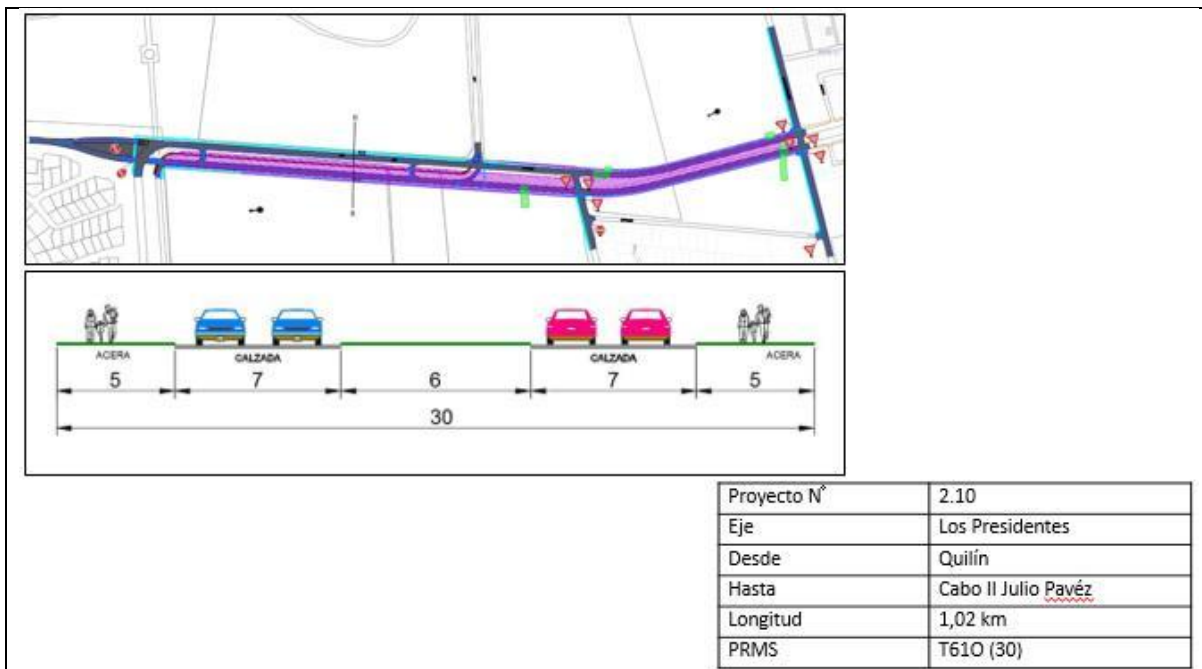 ACERA CALZADA CALZADA ACERA
5 7 6 7 5
30
Proyecto N° 2.10
Eje Los Presidentes
Desde Quilín
Hasta Cabo II Julio Pavéz
Longitud 1,02 km
PRMS T61O (30)